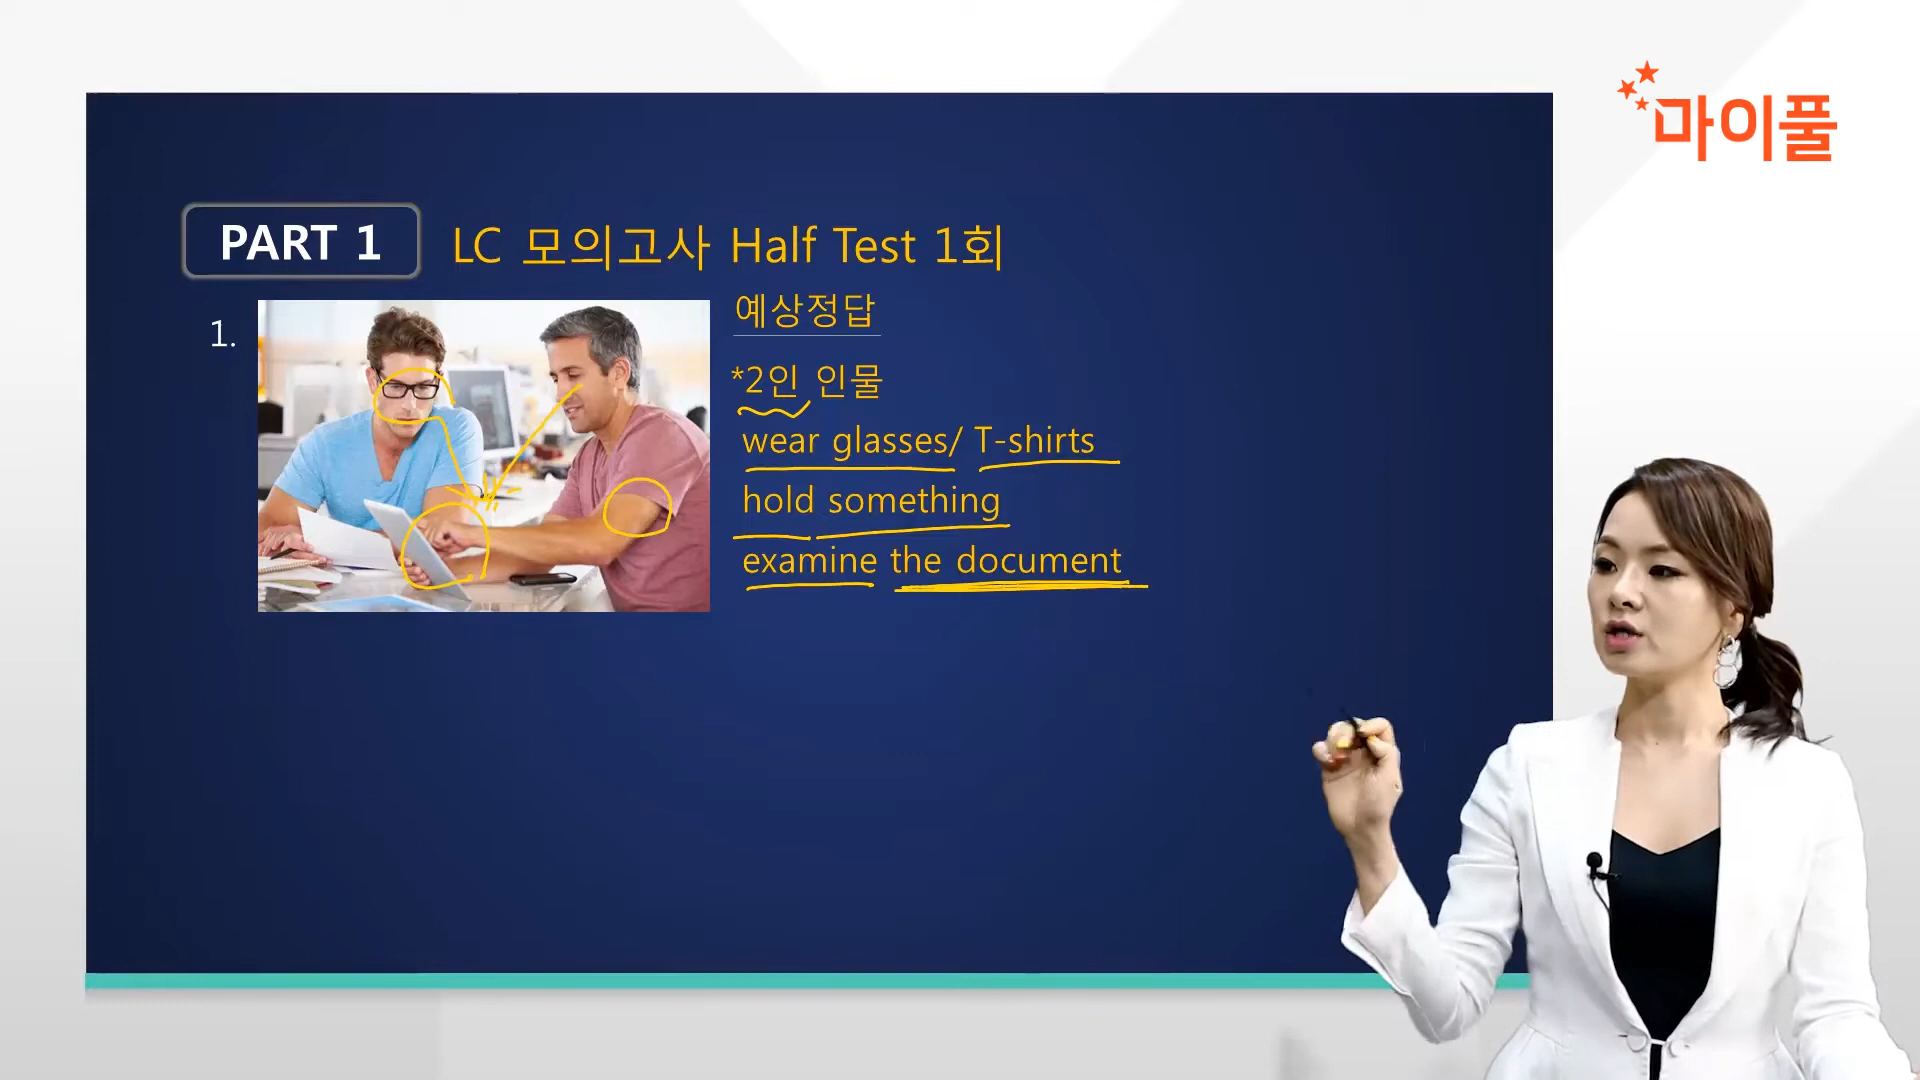 마이풀
PART 1 LC 모의고사 Half Test 1회
1.
예상정답
*2인 인물
wear glasses/ T-shirts
hold something
examine the document